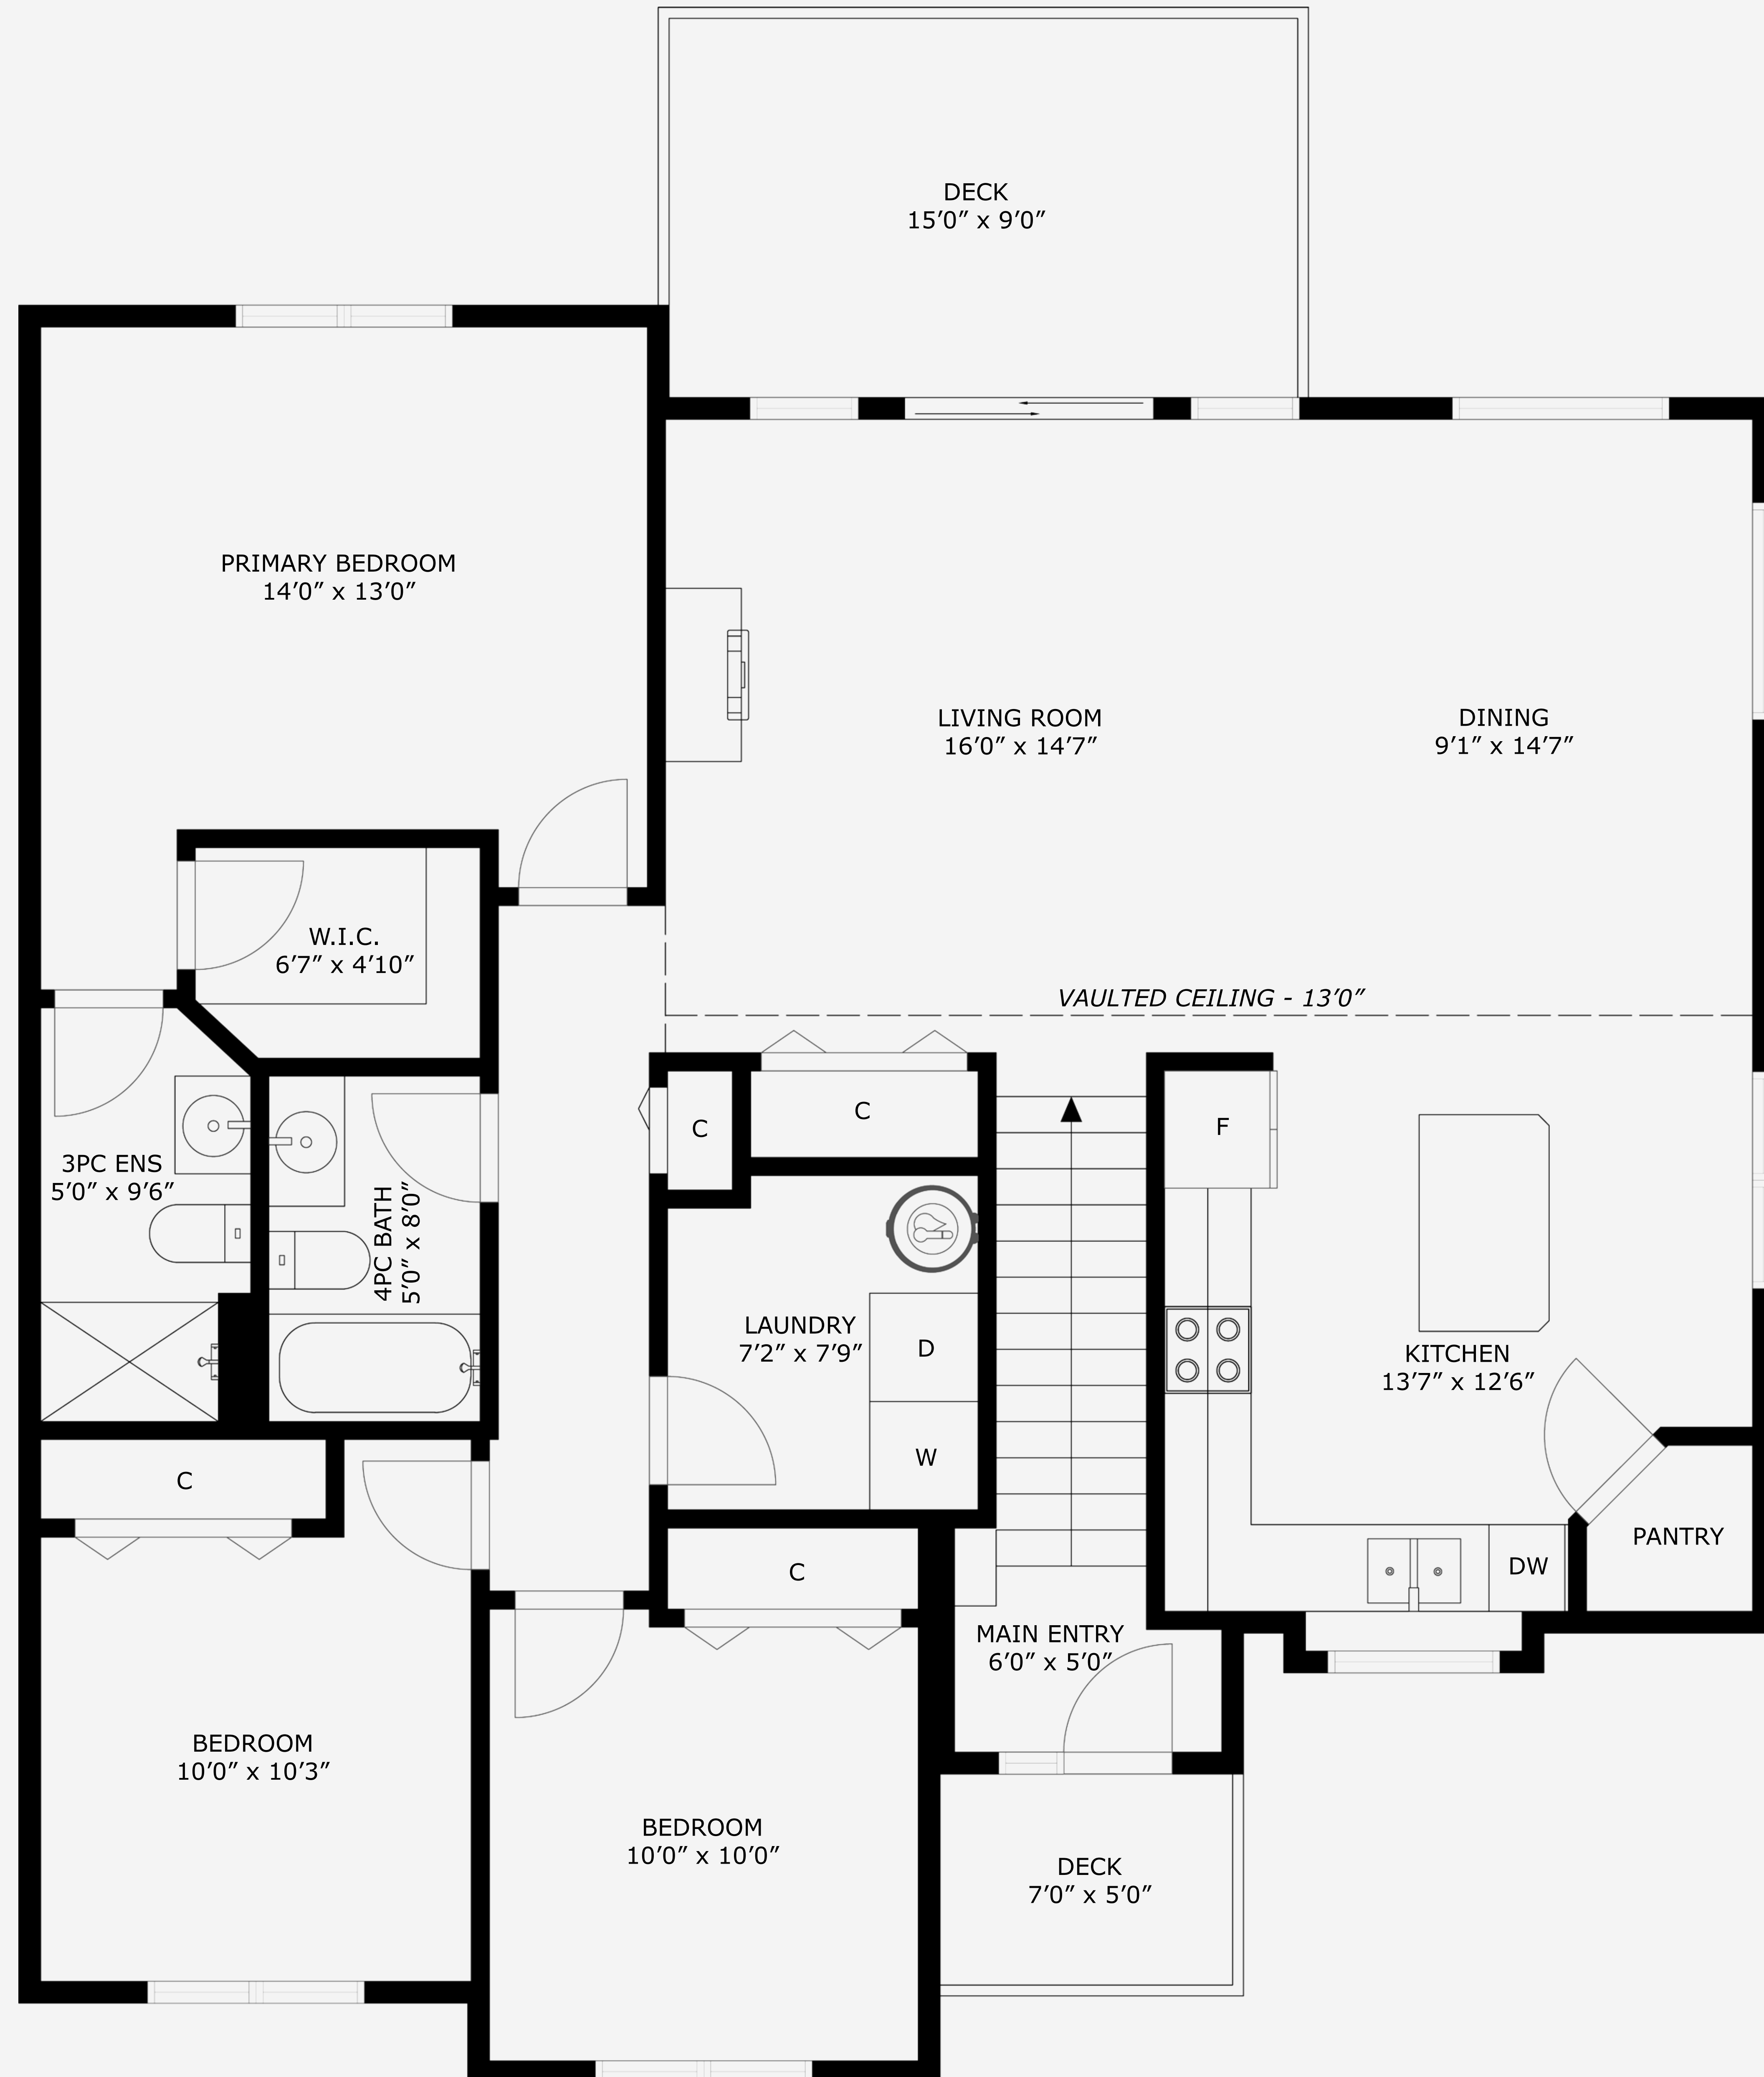 DECK
15’0” x 9’0”
PRIMARY BEDROOM
14’0” x 13’0”
LIVING ROOM
16’0” x 14’7”
DINING
9’1” x 14’7”
W.I.C.
6’7” x 4’10”
VAULTED CEILING - 13’0”
C
C
F
3PC ENS
5’0” x 9’6”
4PC BATH
5’0” x 8’0”
LAUNDRY
7’2” x 7’9”
D
W
KITCHEN
13’7” x 12’6”
C
PANTRY
DW
C
MAIN ENTRY
6’0” x 5’0”
BEDROOM
10’0” x 10’3”
BEDROOM
10’0” x 10’0”
DECK
7’0” x 5’0”